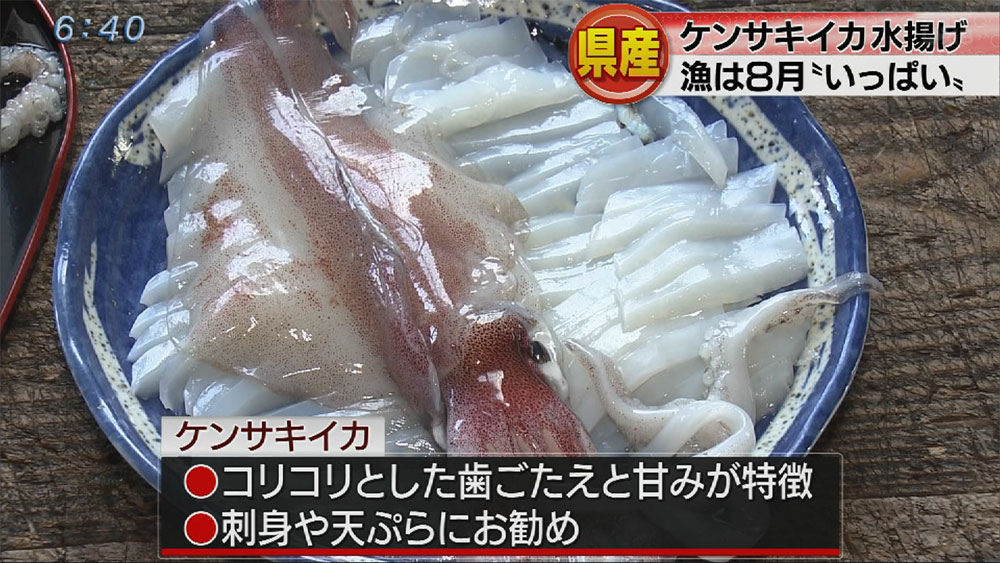 6:40
県産
ケンサキイカ水揚げ
漁は8月〝いっぱい〟
ケンサキイカ
●コリコリとした歯ごたえと甘みが特徴
●刺身や天ぷらにお勧め